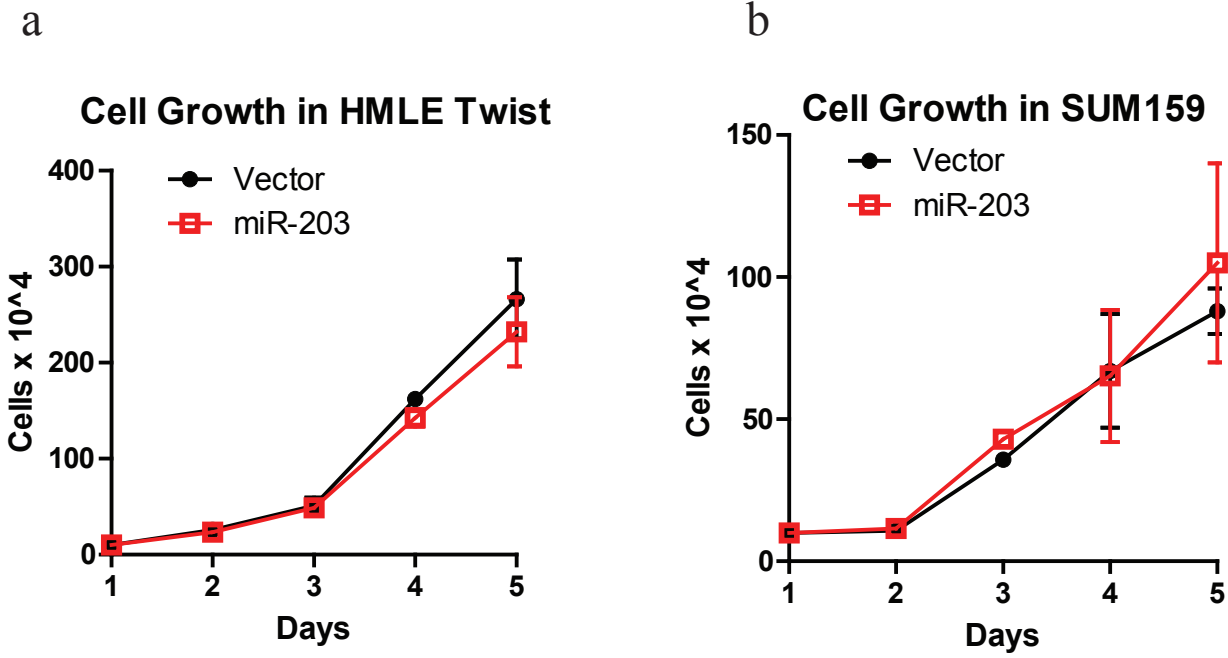 a
Cell Growth in HMLE Twist
Vector
miR-203
400
300
200
100
0
Cells x 10^4
1 2 3 4 5
Days
b
Cell Growth in SUM159
Vector
miR-203
150
100
50
0
Cells x 10^4
1 2 3 4 5
Days